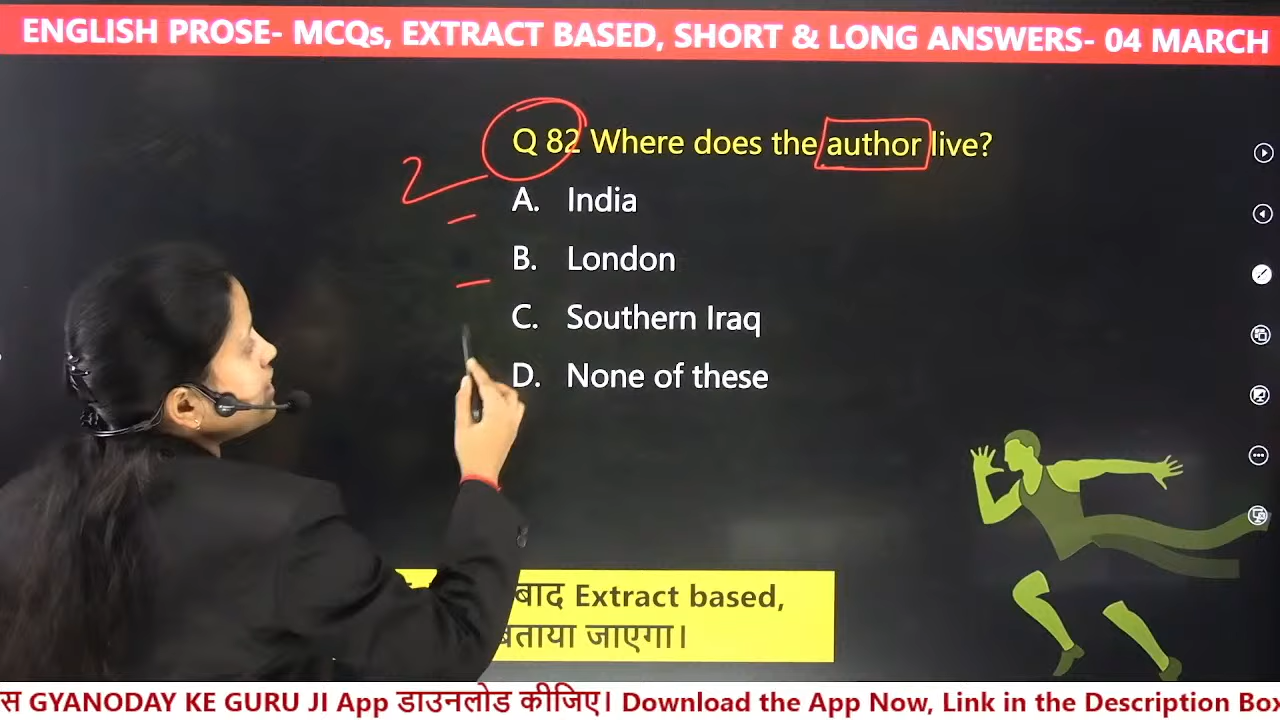 ENGLISH PROSE- MCQs, EXTRACT BASED, SHORT & LONG ANSWERS- 04 MARCH
Q 82 Where does the author live?
2
A. India
B. London
C. Southern Iraq
D. None of these
बाद Extract based,
बताया जाएगा।
GYANODAY KE GURU JI App डाउनलोड कीजिए। Download the App Now, Link in the Description Box